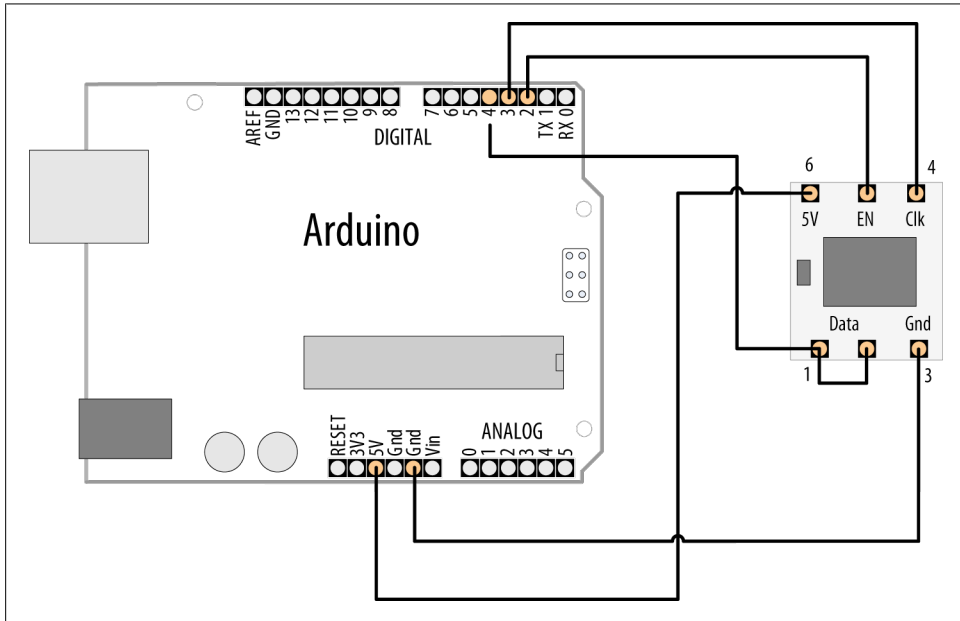 AREF
GND
13
12
11
10
9
8
7
6
5
4
3
2
TX 1
RX 0
DIGITAL
Arduino
6
4
5V
EN
Clk
Data
Gnd
1
3
RESET
3V3
5V
Gnd
Gnd
Vin
ANALOG
0
1
2
3
4
5